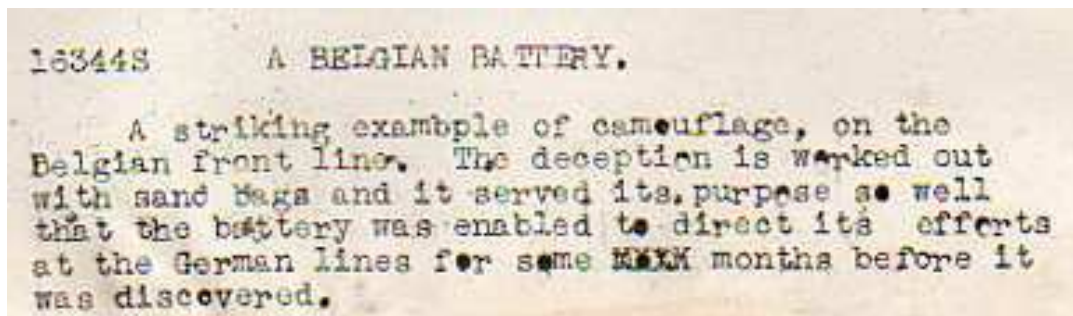 16344S A BELGIAN BATTERY.
A striking exambple of camouflage, on the
Belgian front line. The deception is worked out
with sand bags and it served its.purpose so well
that the battery was enabled to direct its efforts
at the German lines for some months before it
was discovered.